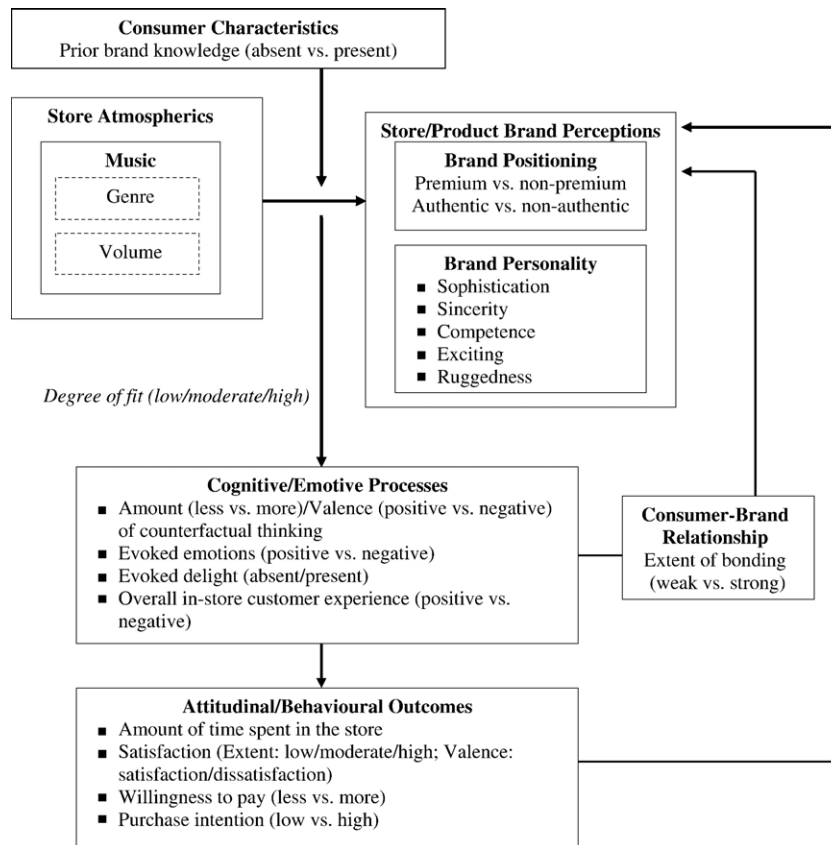 Consumer Characteristics
Prior brand knowledge (absent vs. present)
Store Atmospherics
Music
Genre
Volume
Store/Product Brand Perceptions
Brand Positioning
Premium vs. non-premium
Authentic vs. non-authentic
Brand Personality
■ Sophistication
■ Sincerity
■ Competence
■ Exciting
■ Ruggedness
Degree of fit (low/moderate/high)
Cognitive/Emotive Processes
■ Amount (less vs. more)/Valence (positive vs. negative)
of counterfactual thinking
■ Evoked emotions (positive vs. negative)
■ Evoked delight (absent/present)
■ Overall in-store customer experience (positive vs.
negative)
Consumer-Brand
Relationship
Extent of bonding
(weak vs. strong)
Attitudinal/Behavioural Outcomes
■ Amount of time spent in the store
■ Satisfaction (Extent: low/moderate/high; Valence:
satisfaction/dissatisfaction)
■ Willingness to pay (less vs. more)
■ Purchase intention (low vs. high)